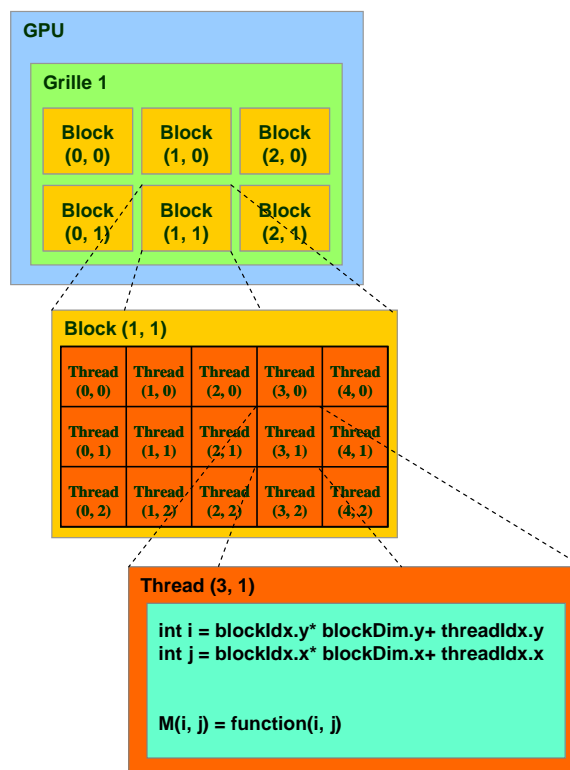 GPU
Grille 1
Block Block Block
(0, 0) (1, 0) (2, 0)
Block Block Block
(0, 1) (1, 1) (2, 1)
Block (1, 1)
Thread Thread Thread Thread Thread
(0, 0) (1, 0) (2, 0) (3, 0) (4, 0)
Thread Thread Thread Thread Thread
(0, 1) (1, 1) (2, 1) (3, 1) (4, 1)
Thread Thread Thread Thread Thread
(0, 2) (1, 2) (2, 2) (3, 2) (4, 2)
Thread (3, 1)
int i = blockIdx.y* blockDim.y+ threadIdx.y
int j = blockIdx.x* blockDim.x+ threadIdx.x
M(i, j) = function(i, j)